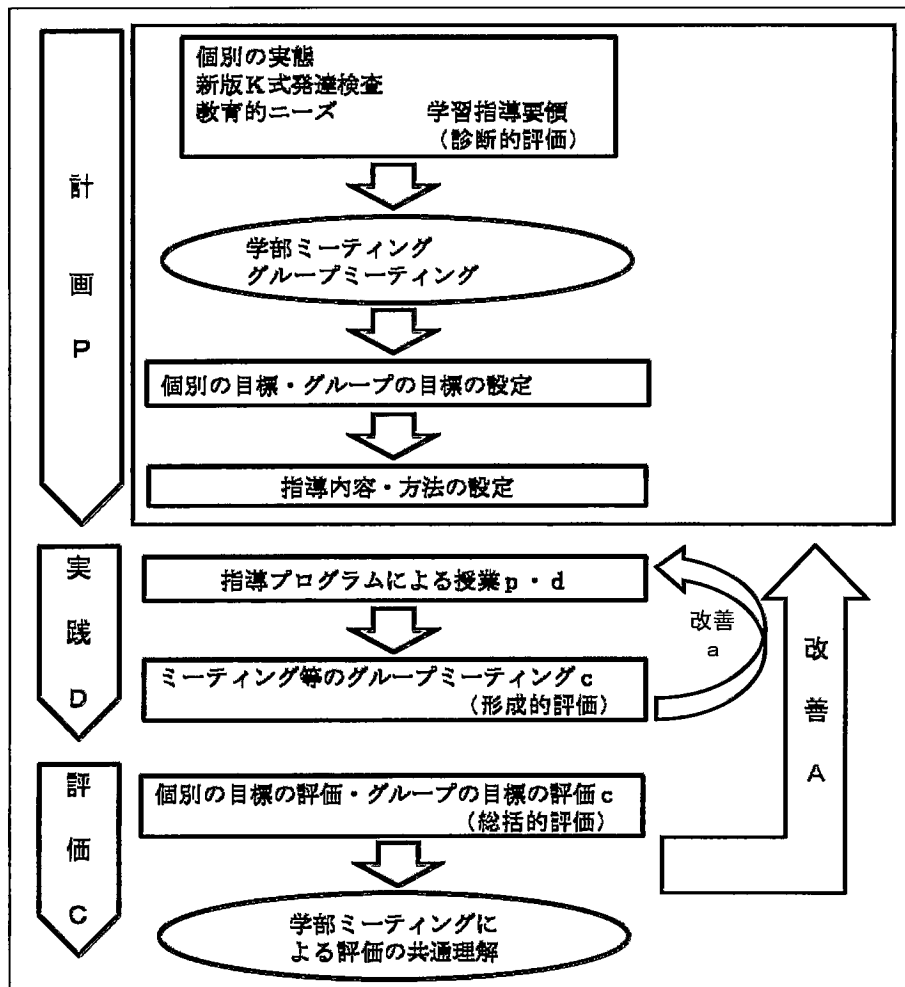 計画P
個別の実態
新版K式発達検査
教育的ニーズ 学習指導要領
(診断的評価)
学部ミーティング
グループミーティング
個別の目標・グループの目標の設定
指導内容・方法の設定
実践D
指導プログラムによる授業p・d
ミーティング等のグループミーティングc
(形成的評価)
改善
a
改善A
評価C
個別の目標の評価・グループの目標の評価c
(総括的評価)
学部ミーティングに
よる評価の共通理解